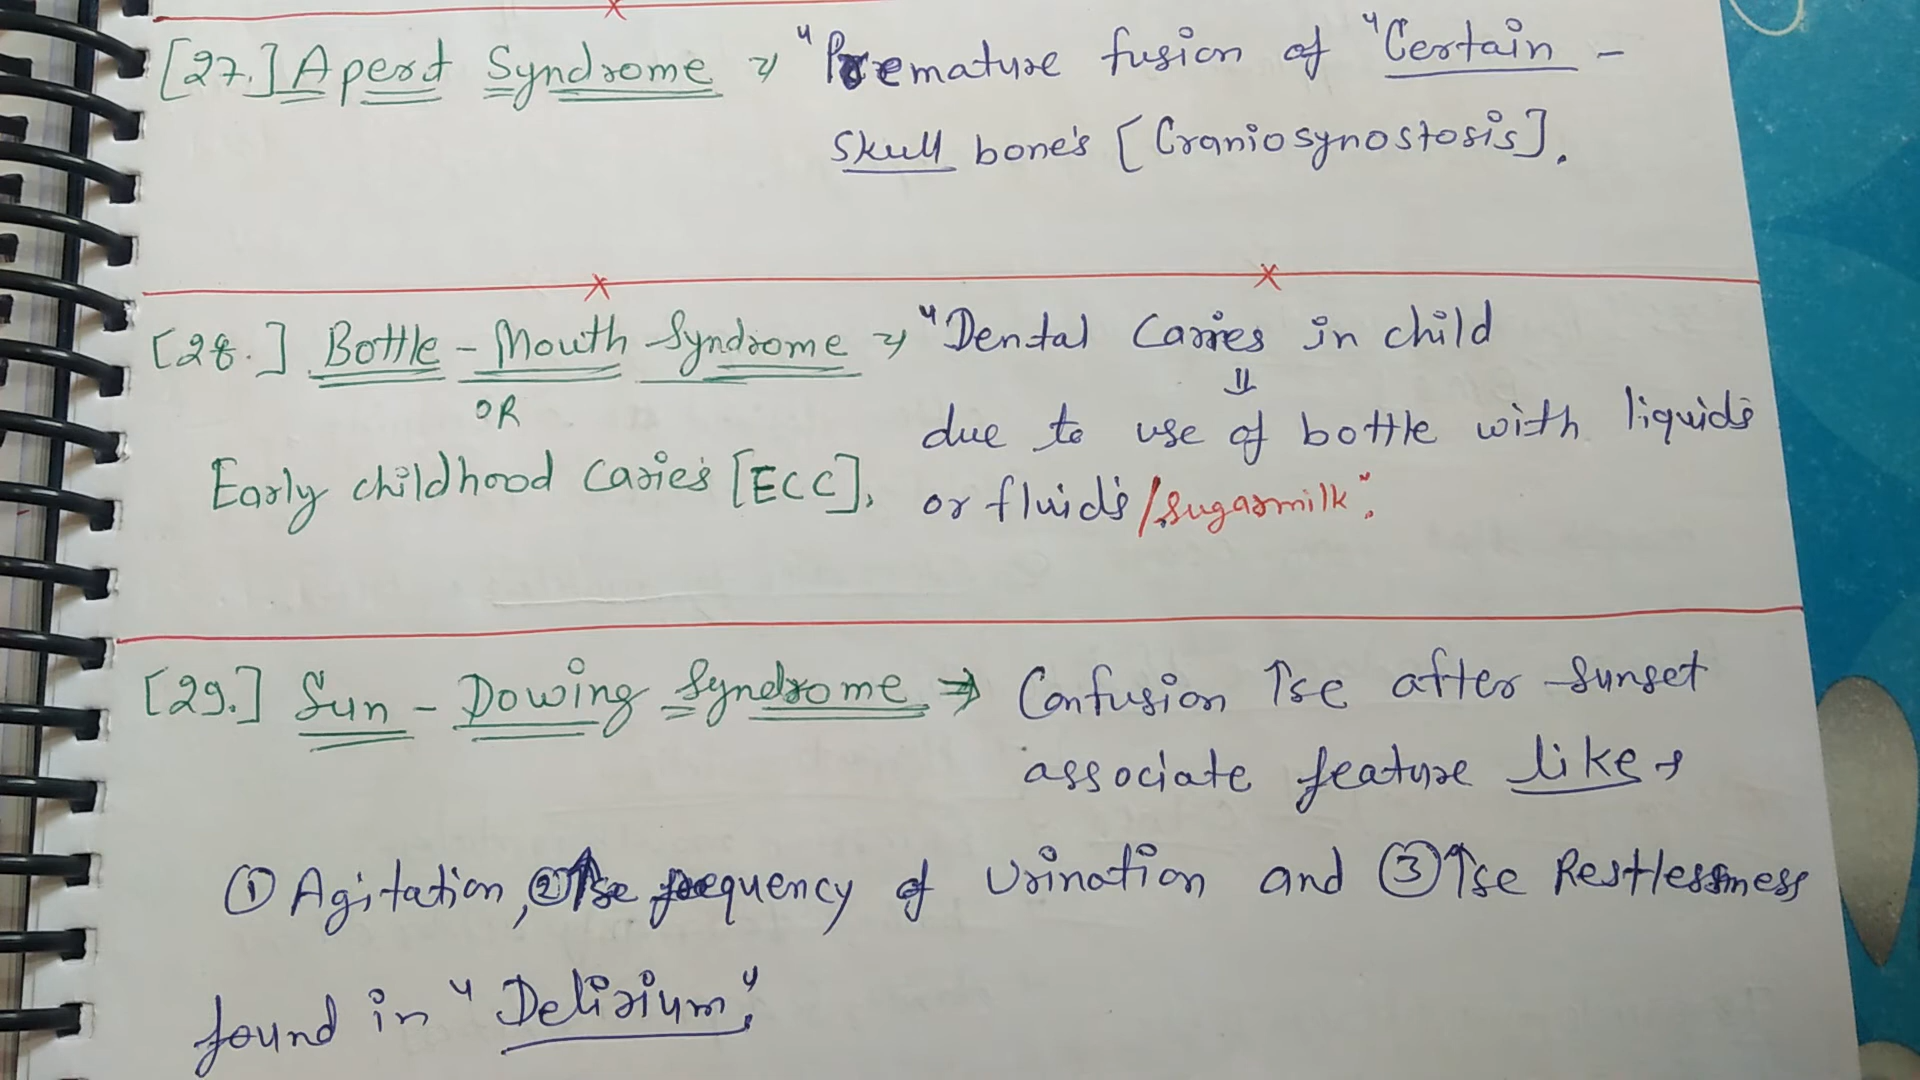 [27.] Apert Syndrome ⇒ "Premature fusion of "Certain -
Skull bone's [Craniosynostosis].
[28.] Bottle - Mouth Syndrome ⇒ "Dental Carries in child
⇓
OR
due to use of bottle with liquids
Early childhood Caries [ECC].
or fluid's/sugarmilk".
[29.] Sun - Dowing Syndrome ⇒ Confusion ↑se after sunset
associate feature like →
① Agitation, ② ↑se frequency of Urination and ③ ↑se Restlessness
found in "Delirium".